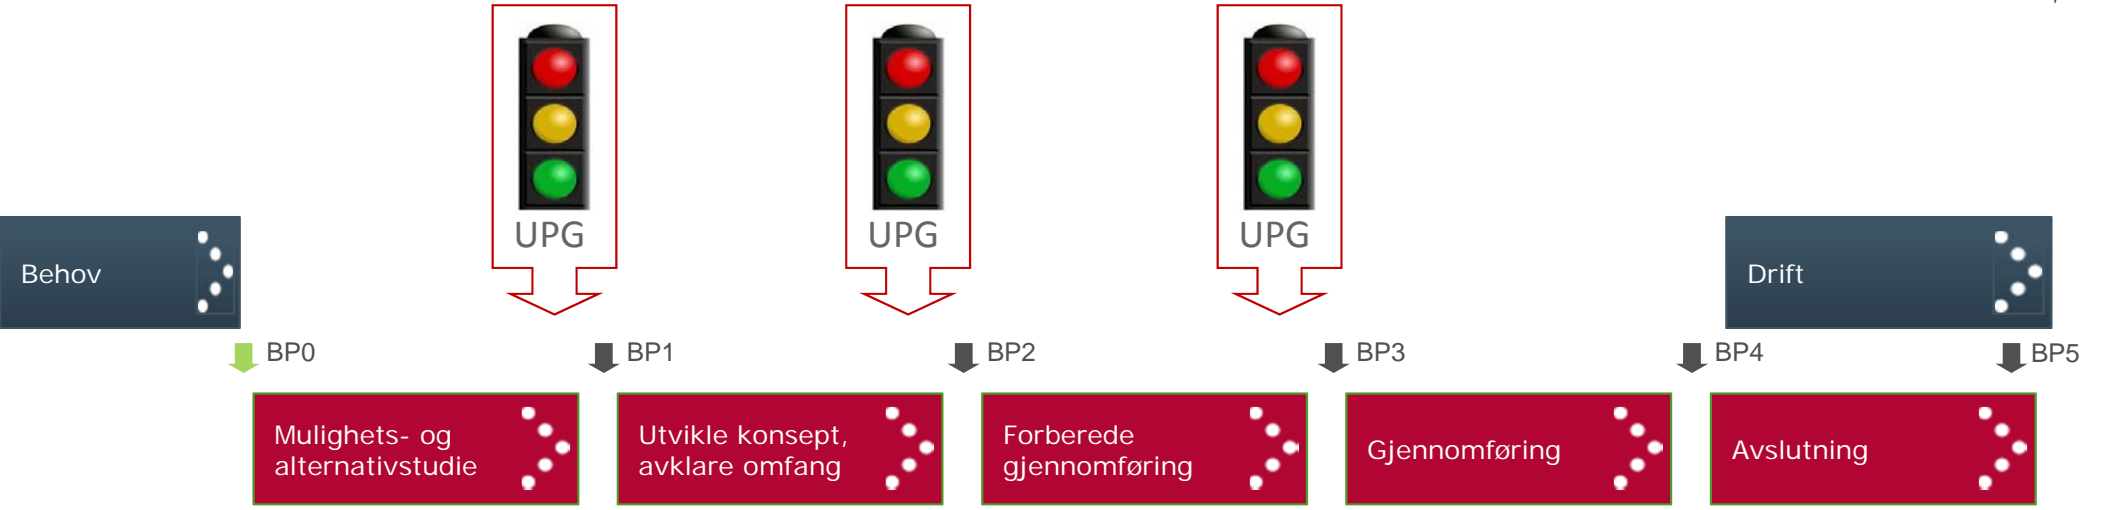 UPG
UPG
UPG
Behov
Drift
BP0
BP1
BP2
BP3
BP4
BP5
Mulighets- og
alternativstudie
Utvikle konsept,
avklare omfang
Forberede
gjennomføring
Gjennomføring
Avslutning